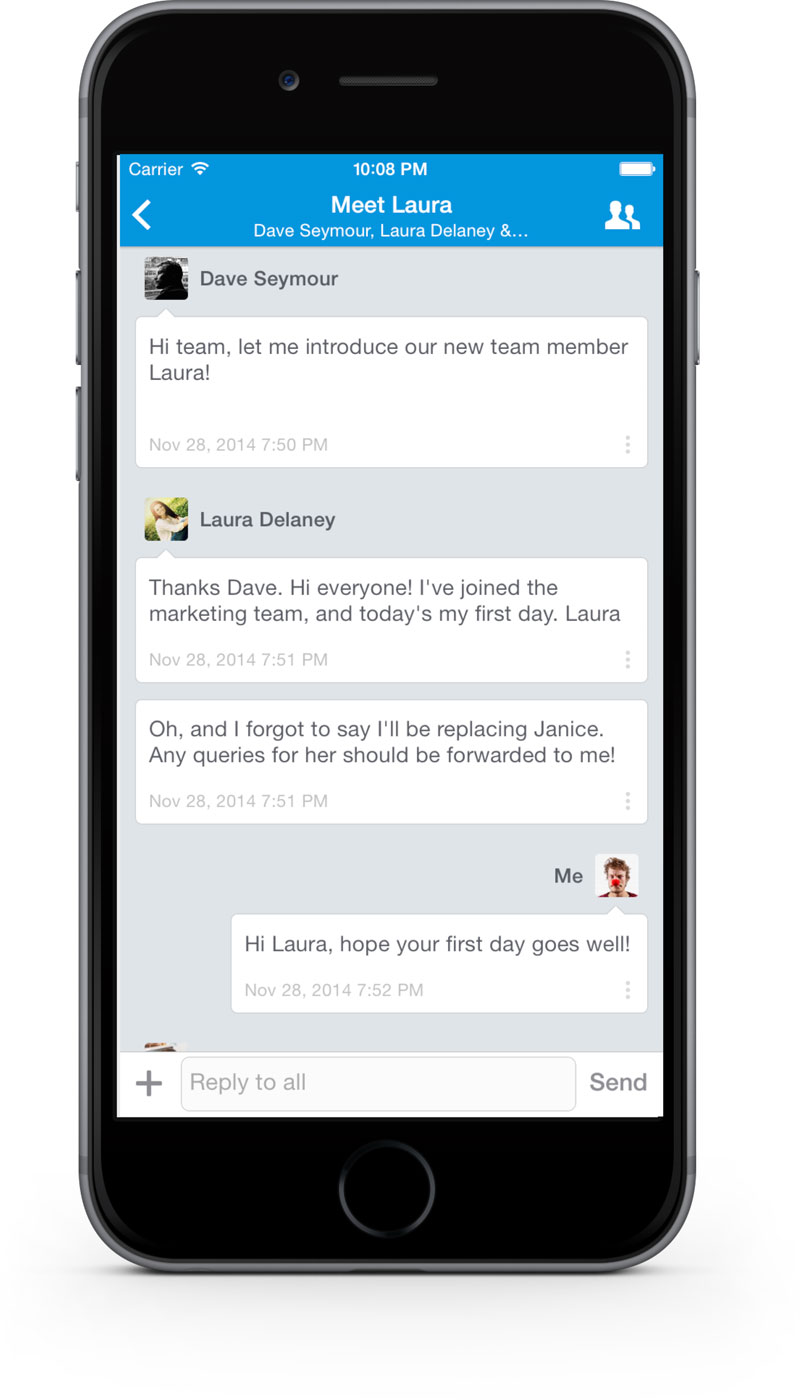 Carrier 10:08 PM
Meet Laura
Dave Seymour, Laura Delaney &...
Dave Seymour
Hi team, let me introduce our new team member
Laura!
Nov 28, 2014 7:50 PM
Laura Delaney
Thanks Dave. Hi everyone! I've joined the
marketing team, and today's my first day. Laura
Nov 28, 2014 7:51 PM
Oh, and I forgot to say I'll be replacing Janice.
Any queries for her should be forwarded to me!
Nov 28, 2014 7:51 PM
Me
Hi Laura, hope your first day goes well!
Nov 28, 2014 7:52 PM
Reply to all Send